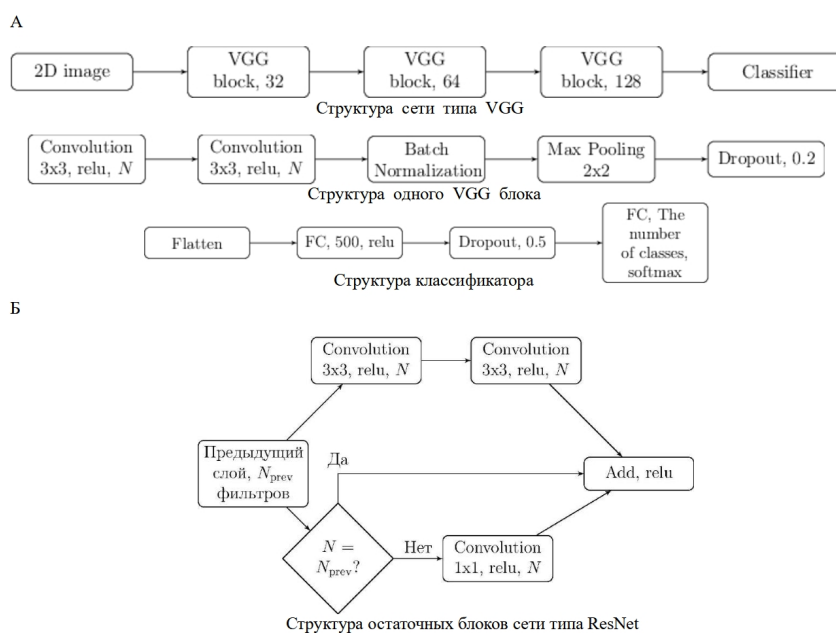 А
2D image
VGG
block, 32
VGG
block, 64
VGG
block, 128
Classifier
Структура сети типа VGG
Convolution
3x3, relu, N
Convolution
3x3, relu, N
Batch
Normalization
Max Pooling
2x2
Dropout, 0.2
Структура одного VGG блока
Flatten
FC, 500, relu
Dropout, 0.5
FC, The
number
of classes,
softmax
Структура классификатора
Б
Convolution
3x3, relu, N
Convolution
3x3, relu, N
Предыдущий
слой, Nprev
фильтров
Да
Add, relu
N =
Nprev?
Нет
Convolution
1x1, relu, N
Структура остаточных блоков сети типа ResNet